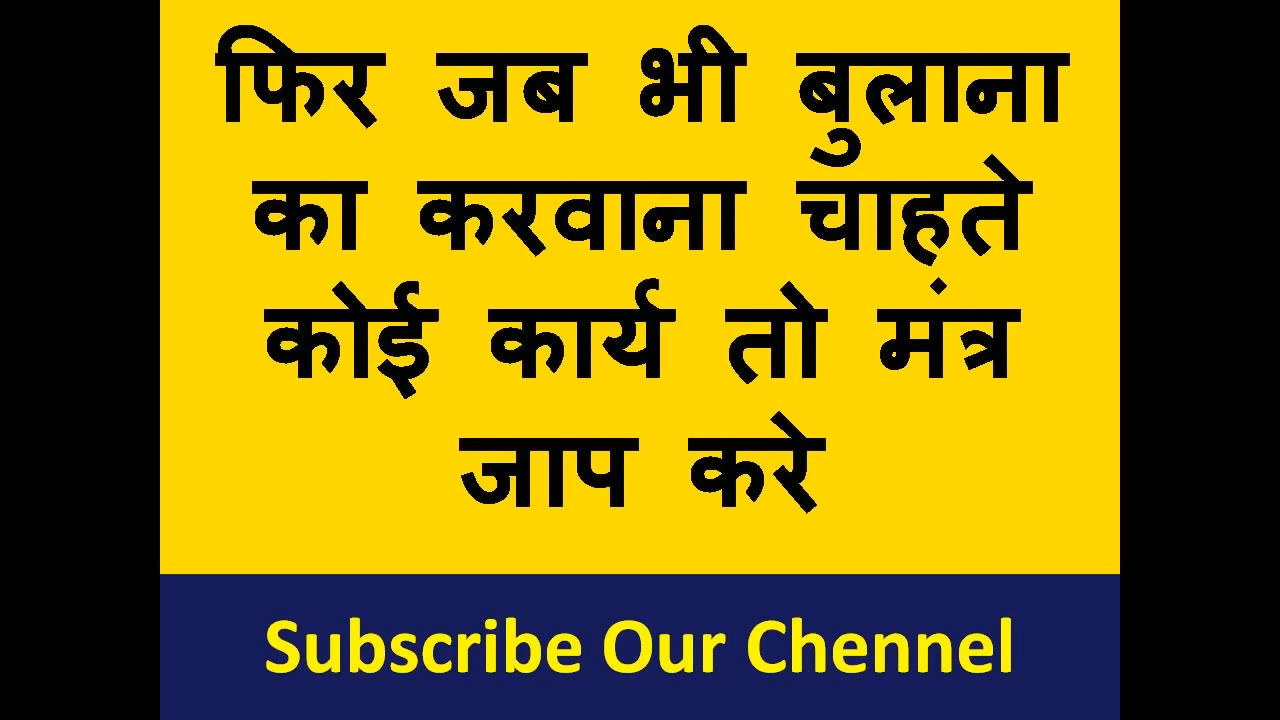 फिर जब भी बुलाना
का करवाना चाहते
कोई कार्य तो मंत्र
जाप करे
Subscribe Our Chennel